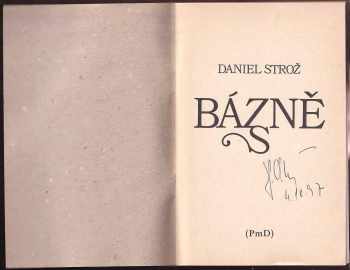 DANIEL STROŽ
BÁZNĚ
S
(PmD)